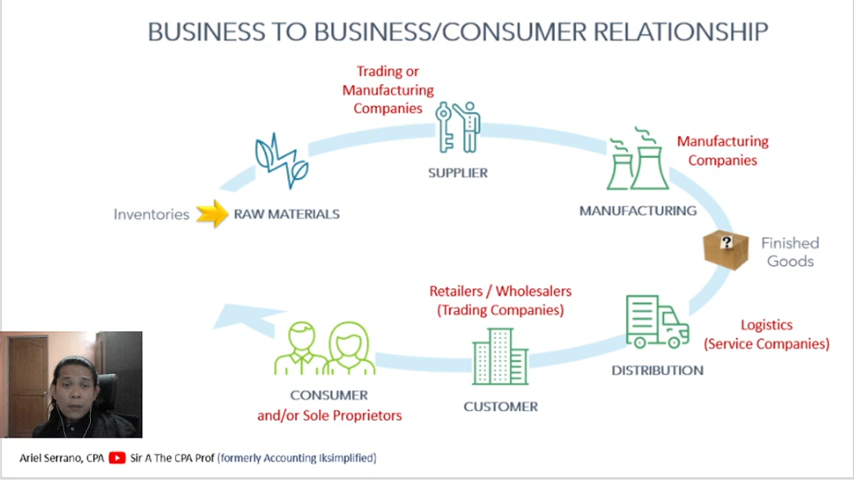 BUSINESS TO BUSINESS/CONSUMER RELATIONSHIP
Trading or
Manufacturing
Companies
SUPPLIER
Manufacturing
Companies
MANUFACTURING
Inventories
RAW MATERIALS
?
Finished
Goods
Retailers / Wholesalers
(Trading Companies)
Logistics
(Service Companies)
DISTRIBUTION
CONSUMER
and/or Sole Proprietors
CUSTOMER
Ariel Serrano, CPA Sir A The CPA Prof (formerly Accounting Iksimplified)